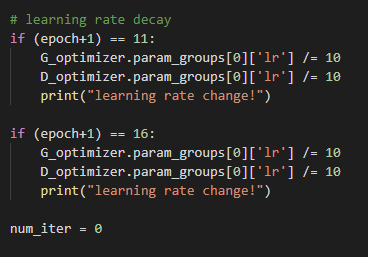 # learning rate decay
if (epoch+1) == 11:
    G_optimizer.param_groups[0]['lr'] /= 10
    D_optimizer.param_groups[0]['lr'] /= 10
    print("learning rate change!")

if (epoch+1) == 16:
    G_optimizer.param_groups[0]['lr'] /= 10
    D_optimizer.param_groups[0]['lr'] /= 10
    print("learning rate change!")

num_iter = 0